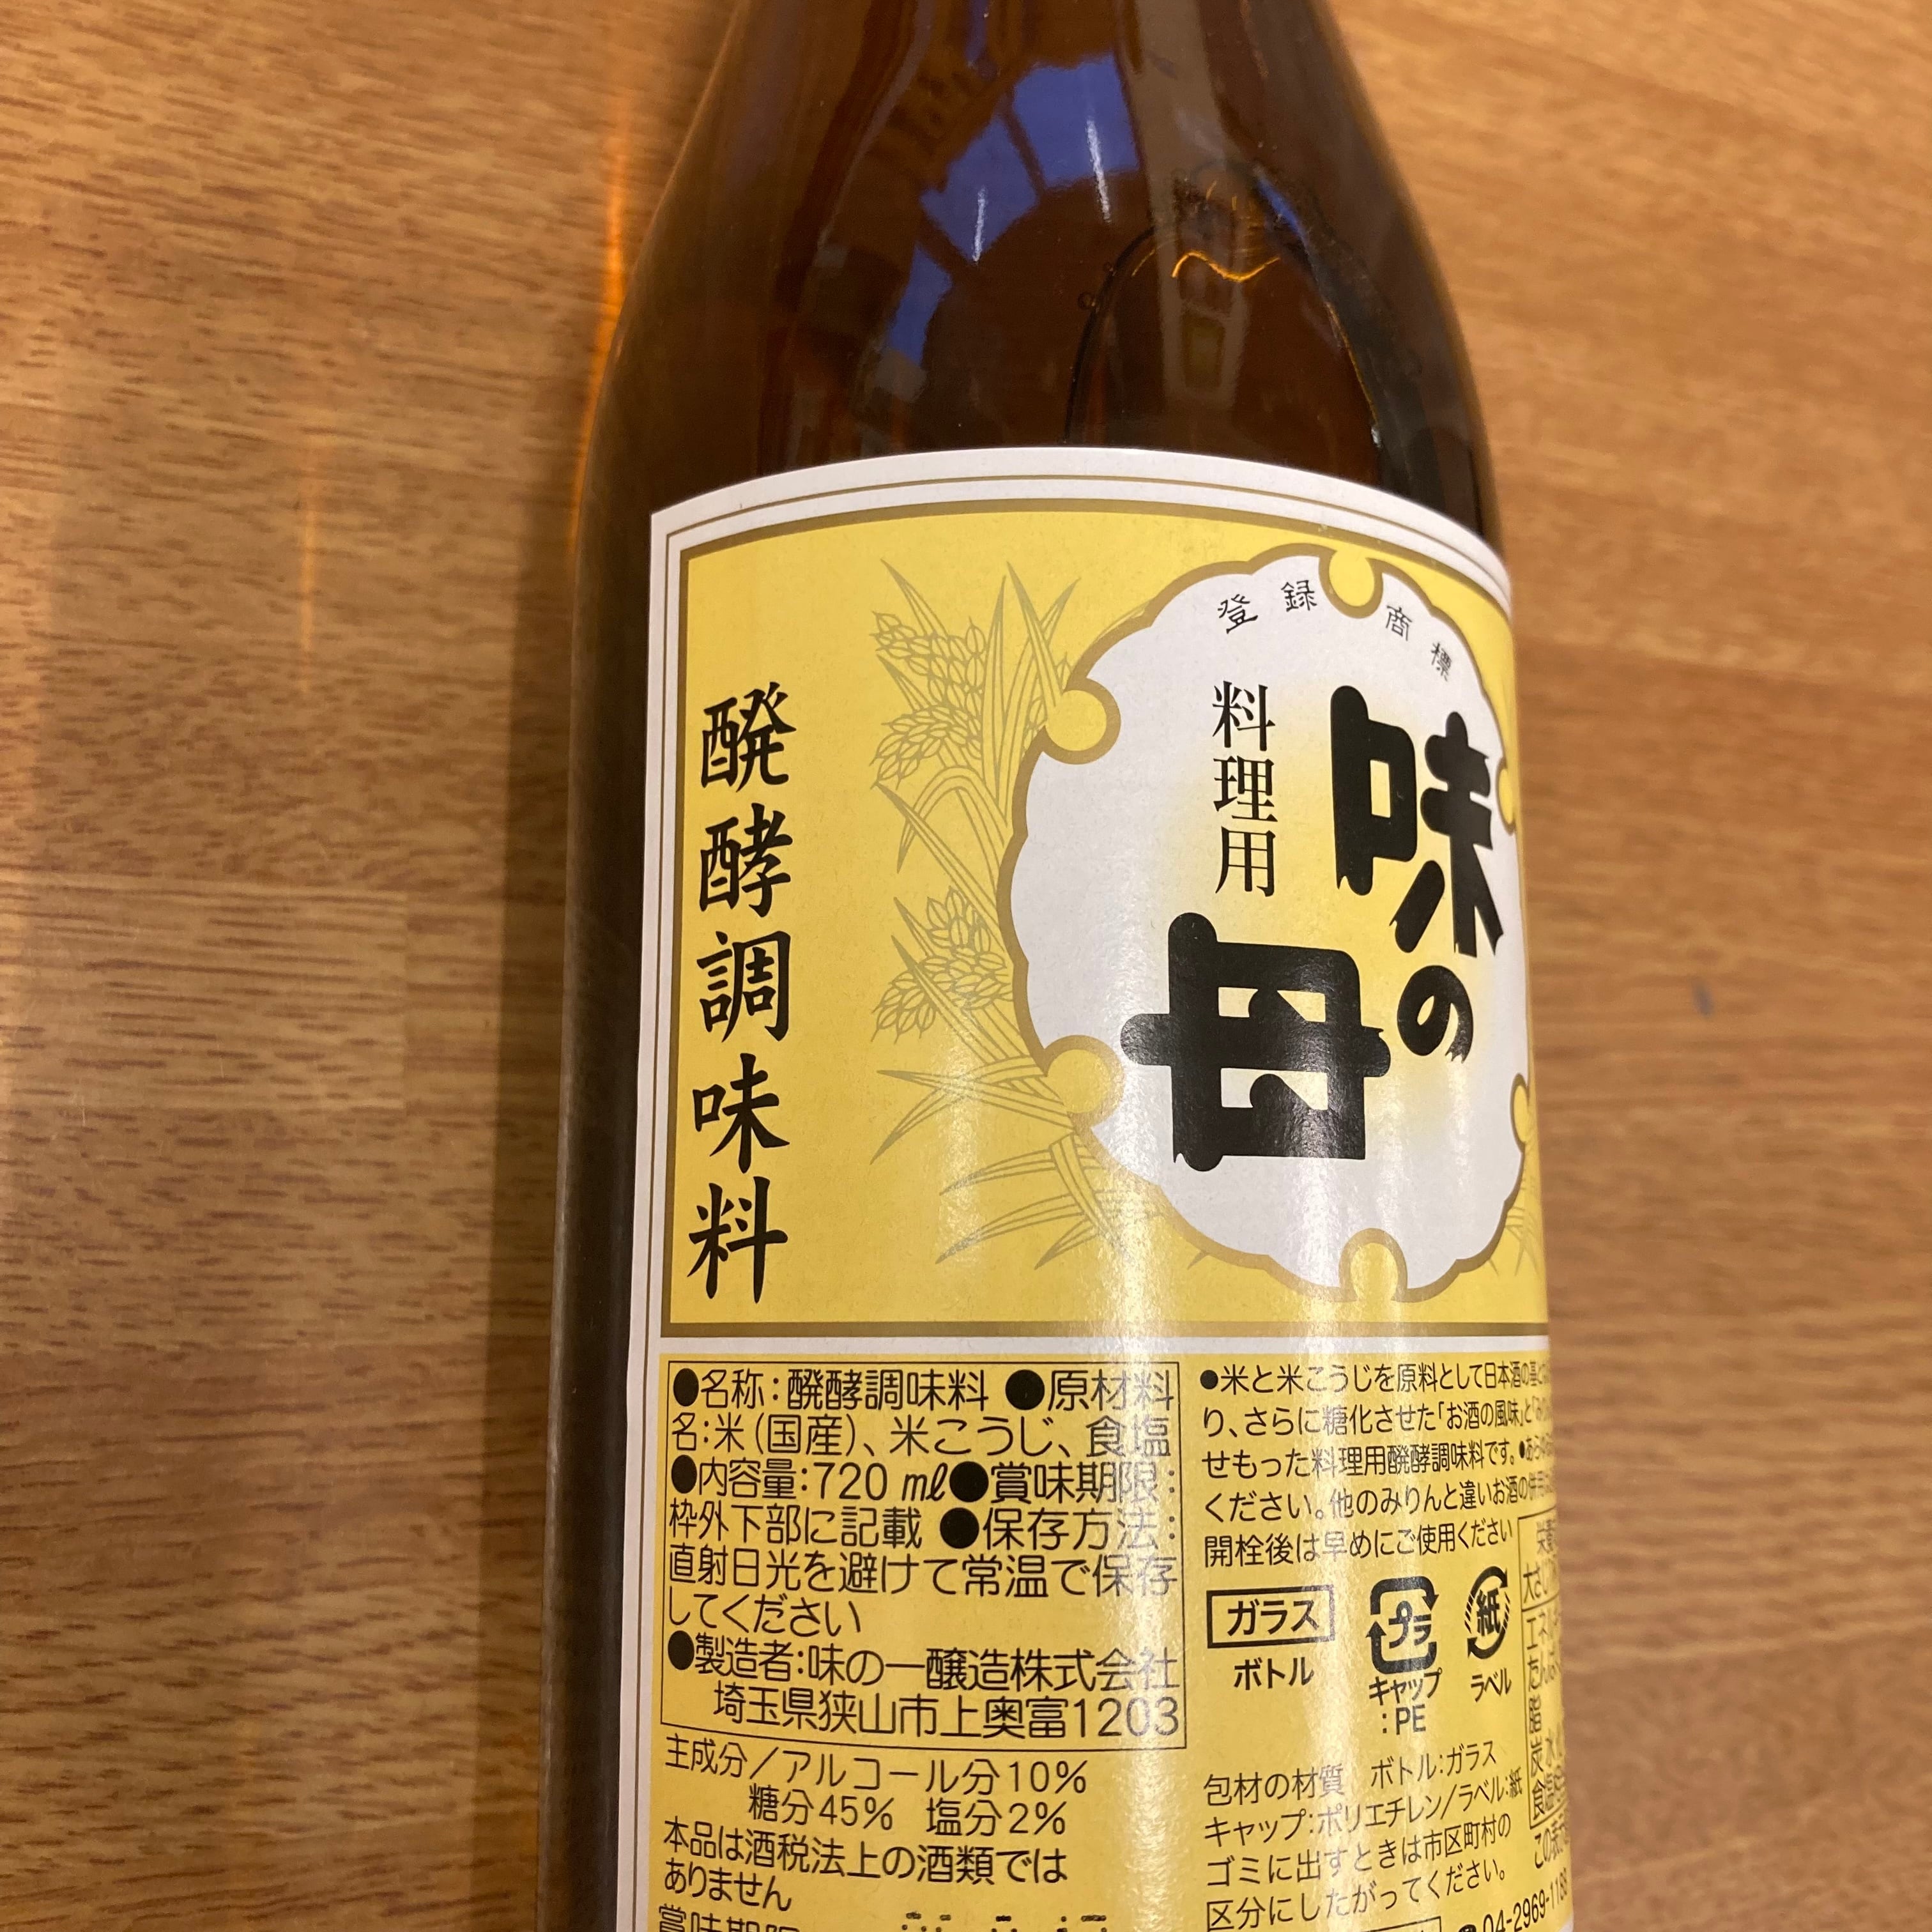 登録商標
味の母
料理用
醗酵調味料
●名称:醗酵調味料 ●原材料
名:米(国産)、米こうじ、食塩
●内容量:720㎖●賞味期限:
枠外下部に記載 ●保存方法:
直射日光を避けて常温で保存
してください
●製造者:味の一醸造株式会社
埼玉県狭山市上奥富1203
主成分/アルコール分10%
糖分45% 塩分2%
本品は酒税法上の酒類では
ありません
賞味期限
●米と米こうじを原料として日本酒の
り、さらに糖化させた「お酒の風味」と
せもった料理用醗酵調味料です。
ください。他のみりんと違いお酒の
開栓後は早めにご使用ください
ガラス
ボトル
プラ
キャップ
:PE
紙
ラベル
包材の材質 ボトル:ガラス
キャップ:ポリエチレン/ラベル:紙
ゴミに出すときは市区町村の
区分にしたがってください。
04-2969-11